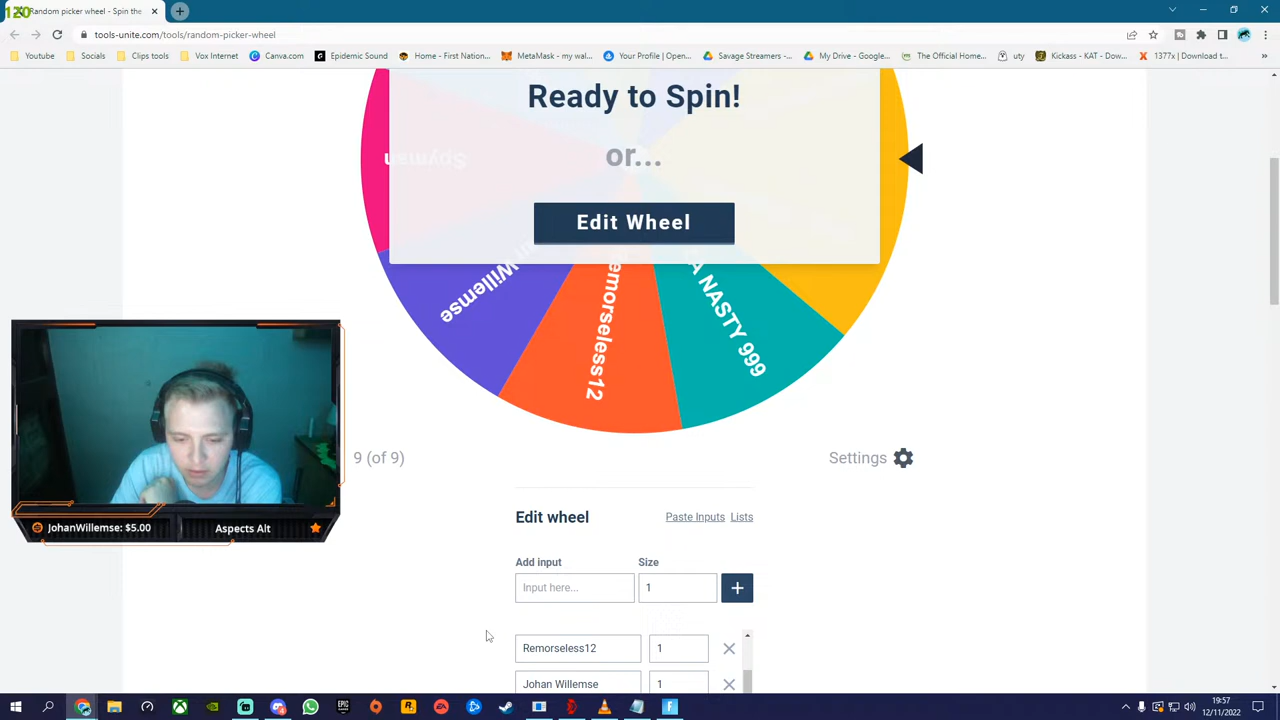 120
Random picker wheel - Spin the
tools-unite.com/tools/random-picker-wheel
Youtube Socials Clips tools Vox Internet Canva.com Epidemic Sound Home - First Nation... MetaMask - my wal... Your Profile | Open... Savage Streamers -... My Drive - Google... The Official Home... uty Kickass - KAT - Dow... 1377x | Download t...
Ready to Spin!
or...
Edit Wheel
Spyman
Willemse
emorseless12
A NASTY 999
9 (of 9)
Settings
Edit wheel Paste Inputs Lists
Add input Size
Input here... 1 +
Remorseless12 1
Johan Willemse 1
JohanWillemse: $5.00 Aspects Alt
19:57
12/11/2022